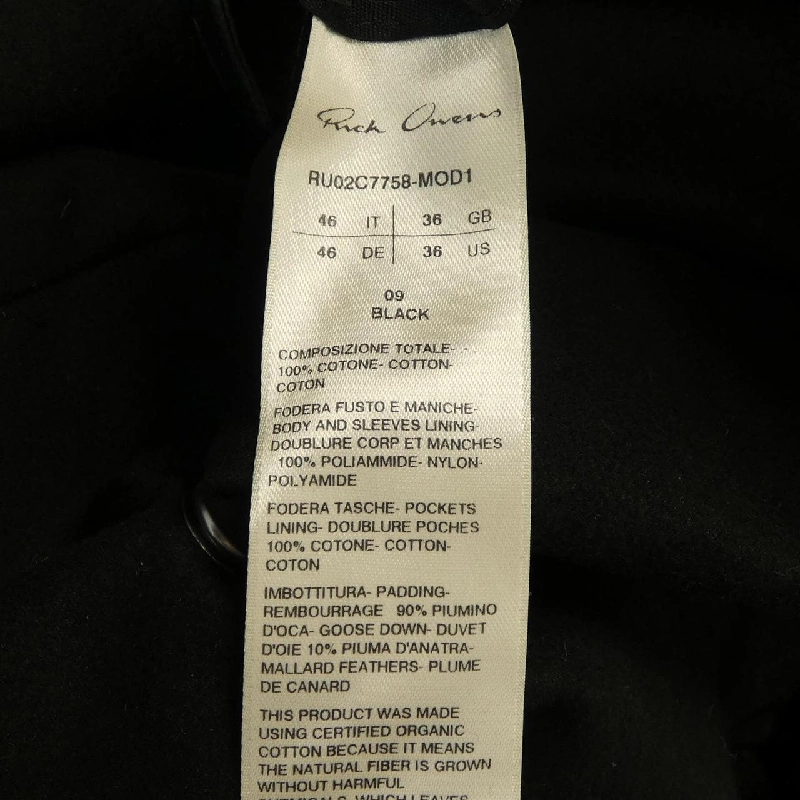 Rick Owens
RU02C7758-MOD1
46 IT 36 GB
46 DE 36 US
09
BLACK
COMPOSIZIONE TOTALE-
100% COTONE- COTTON-
COTON
FODERA FUSTO E MANICHE-
BODY AND SLEEVES LINING-
DOUBLURE CORP ET MANCHES
100% POLIAMMIDE- NYLON-
POLYAMIDE
FODERA TASCHE- POCKETS
LINING- DOUBLURE POCHES
100% COTONE- COTTON-
COTON
IMBOTTITURA- PADDING-
REMBOURRAGE 90% PIUMINO
D'OCA- GOOSE DOWN- DUVET
D'OIE 10% PIUMA D'ANATRA-
MALLARD FEATHERS- PLUME
DE CANARD
THIS PRODUCT WAS MADE
USING CERTIFIED ORGANIC
COTTON BECAUSE IT MEANS
THE NATURAL FIBER IS GROWN
WITHOUT HARMFUL
CHEMICALS, WHICH LEAVES